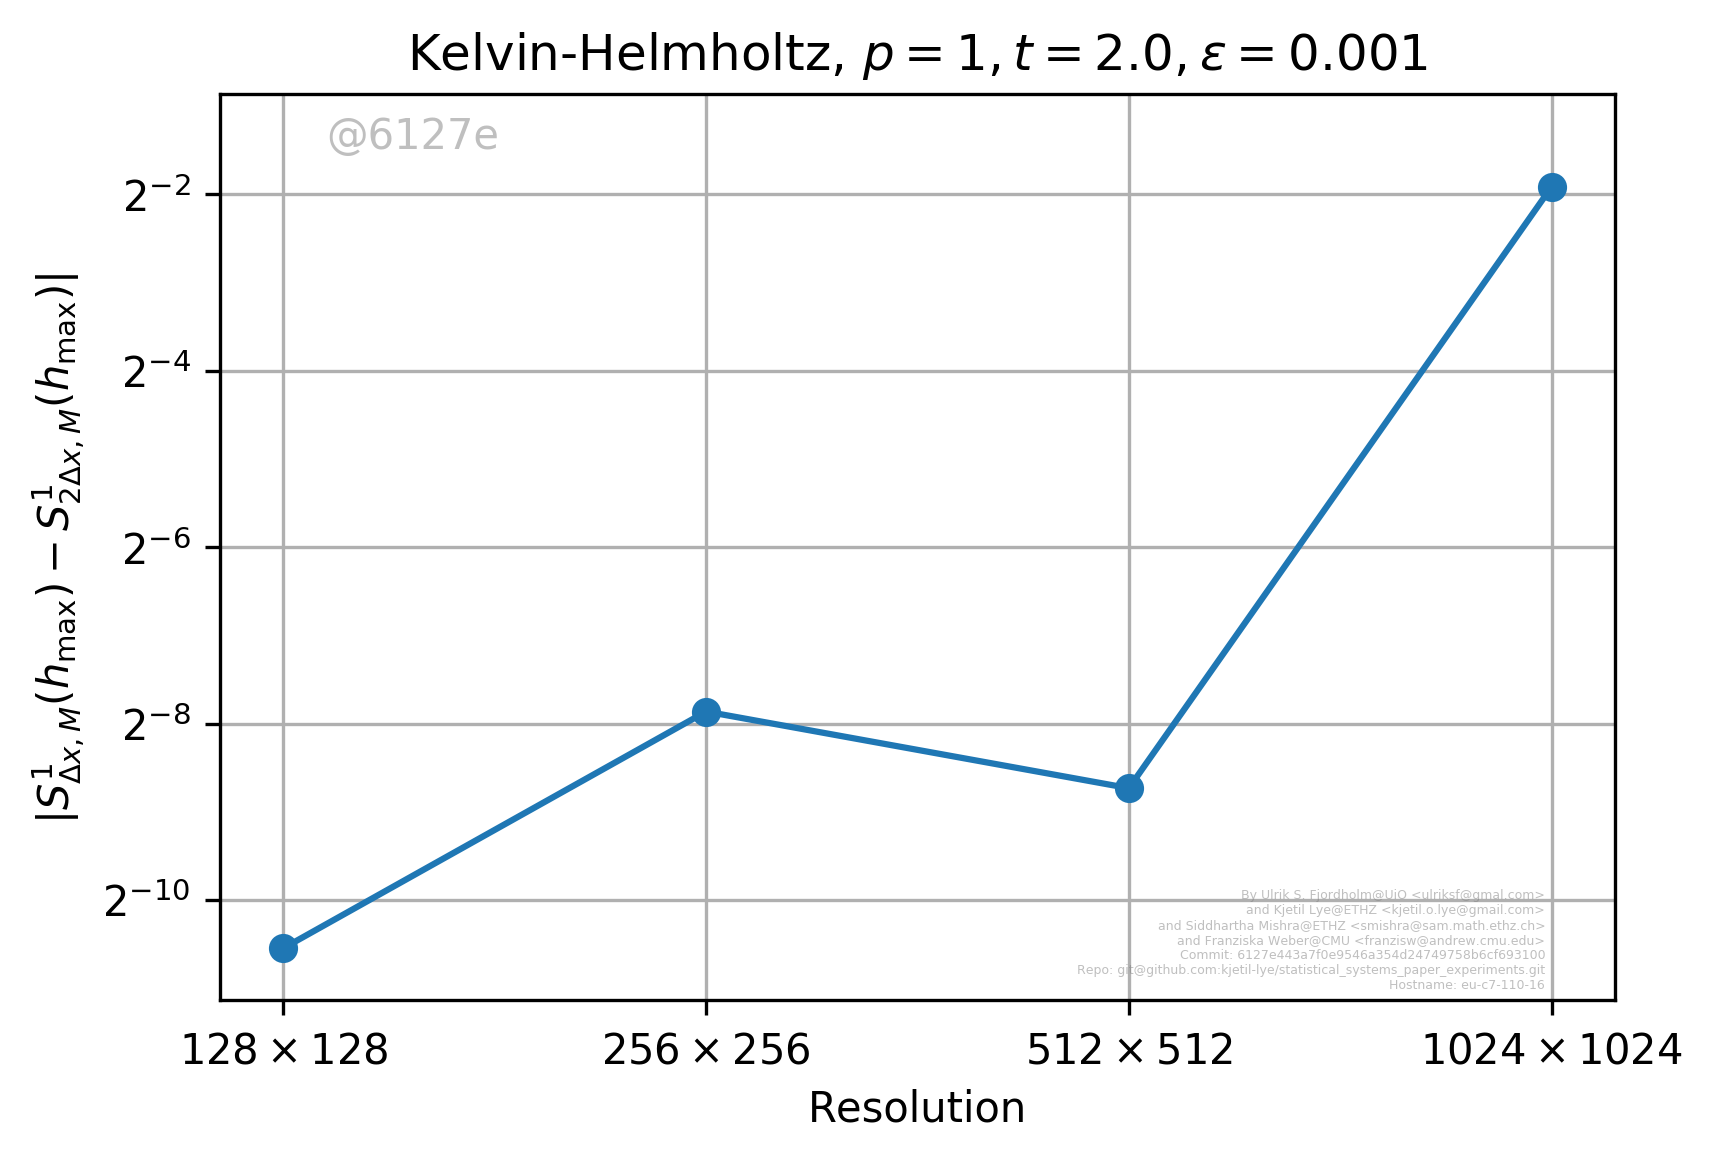 Kelvin-Helmholtz, p = 1, t = 2.0, ε = 0.001
@6127e
|S¹_{Δx, M}(h_max) − S¹_{2Δx, M}(h_max)|
2⁻²
2⁻⁴
2⁻⁶
2⁻⁸
2⁻¹⁰
By Ulrik S. Fjordholm@UiO <ulriksf@gmal.com>
and Kjetil Lye@ETHZ <kjetil.o.lye@gmail.com>
and Siddhartha Mishra@ETHZ <smishra@sam.math.ethz.ch>
and Franziska Weber@CMU <franzisw@andrew.cmu.edu>
Commit: 6127e443a7f0e9546a354d24749758b6cf693100
Repo: git@github.com:kjetil-lye/statistical_systems_paper_experiments.git
Hostname: eu-c7-110-16
128 × 128
256 × 256
512 × 512
1024 × 1024
Resolution